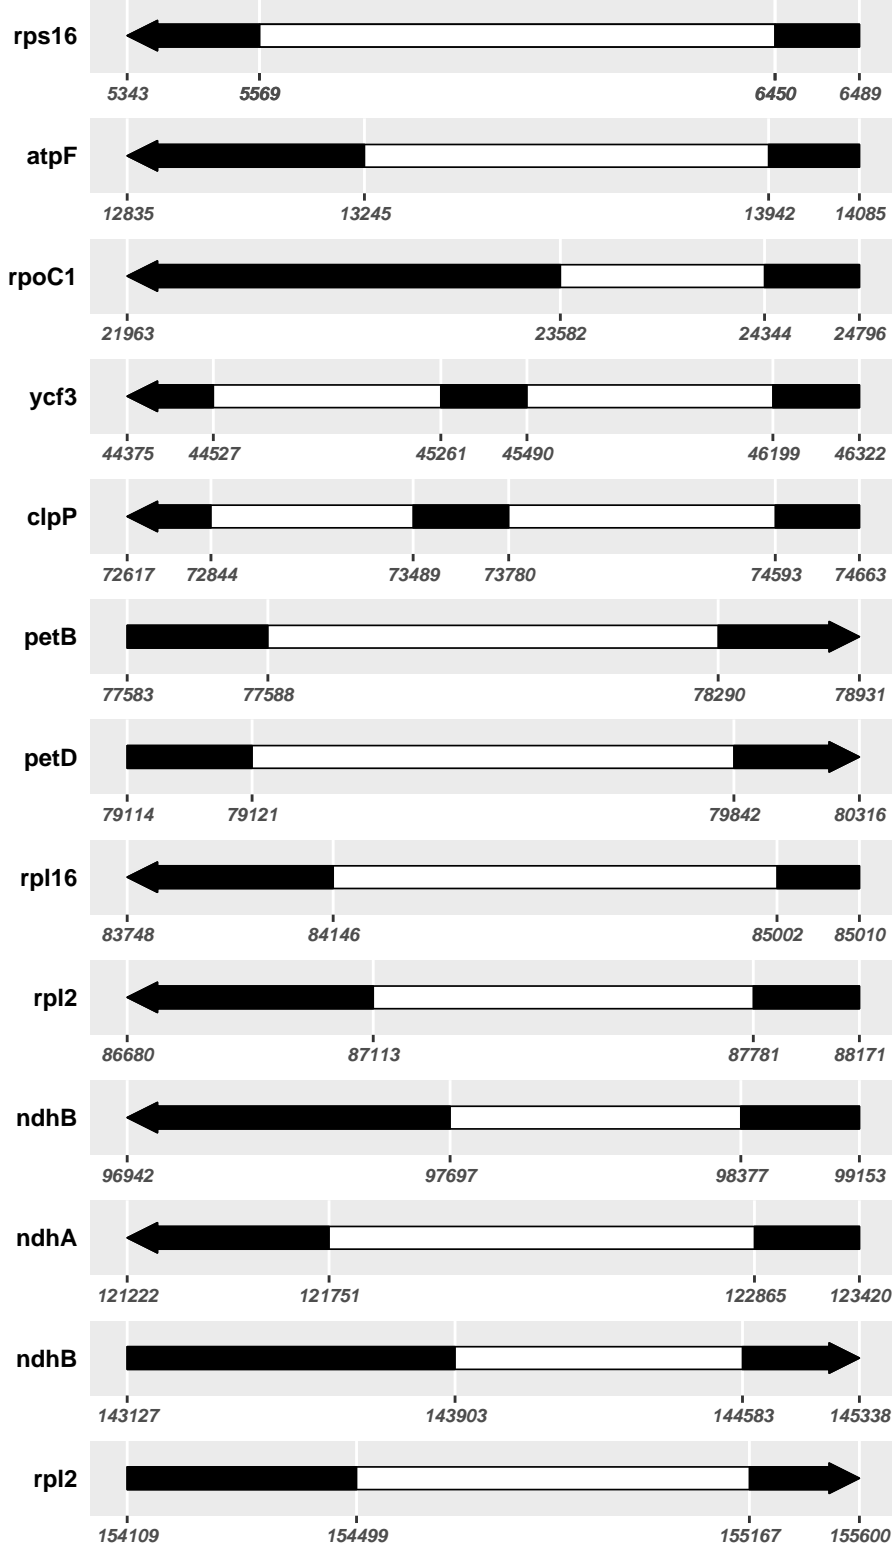 rps16
5343 5569 6450 6489
atpF
12835 13245 13942 14085
rpoC1
21963 23582 24344 24796
ycf3
44375 44527 45261 45490 46199 46322
clpP
72617 72844 73489 73780 74593 74663
petB
77583 77588 78290 78931
petD
79114 79121 79842 80316
rpl16
83748 84146 85002 85010
rpl2
86680 87113 87781 88171
ndhB
96942 97697 98377 99153
ndhA
121222 121751 122865 123420
ndhB
143127 143903 144583 145338
rpl2
154109 154499 155167 155600